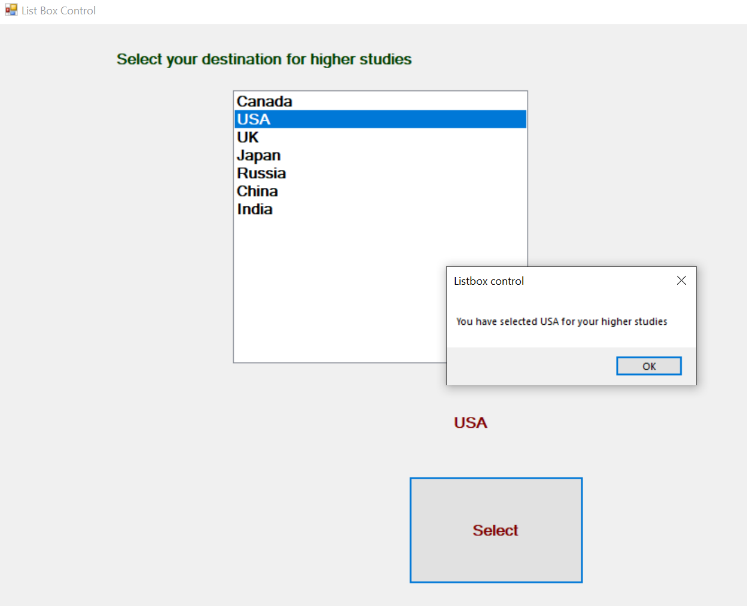 List Box Control
Select your destination for higher studies
Canada
USA
UK
Japan
Russia
China
India
Listbox control
You have selected USA for your higher studies
OK
USA
Select